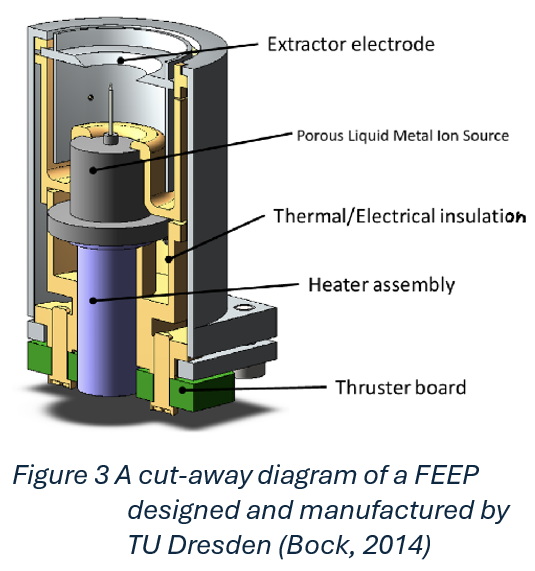 Extractor electrode
Porous Liquid Metal Ion Source
Thermal/Electrical insulation
Heater assembly
Thruster board
Figure 3 A cut-away diagram of a FEEP
designed and manufactured by
TU Dresden (Bock, 2014)